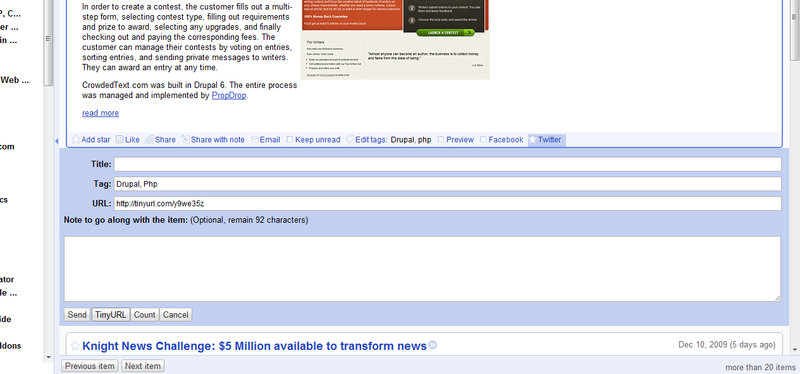 In order to create a contest, the customer fills out a multi-
step form, selecting contest type, filling out requirements
and prize to award, selecting any upgrades, and finally
checking out and paying the corresponding fees. The
customer can manage their contests by voting on entries,
sorting entries, and sending private messages to writers.
They can award an entry at any time.
CrowdedText.com was built in Drupal 6. The entire process
was managed and implemented by PropDrop.
read more
100% Money Back Guarantee
LAUNCH A CONTEST
For Writers
"Almost anyone can become an author; the business is to collect money
and fame from this state of being."
P, C...
er ...
in ...
Web ...
com
cs
ator
le ...
ide
ddons
Add star Like Share Share with note Email Keep unread Edit tags: Drupal, php Preview Facebook Twitter
Title:
Tag: Drupal, Php
URL: http://tinyurl.com/y9we35z
Note to go along with the item: (Optional, remain 92 characters)
Send TinyURL Count Cancel
Knight News Challenge: $5 Million available to transform news Dec 10, 2009 (5 days ago)
Previous item Next item more than 20 items